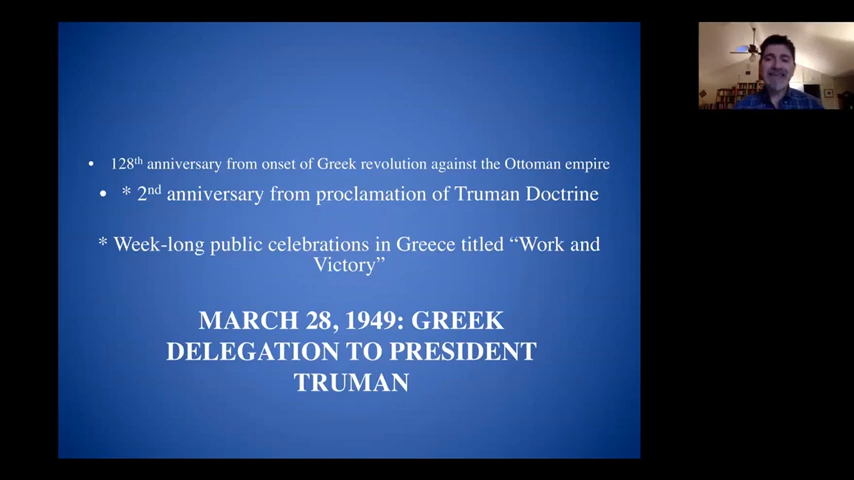 • 128th anniversary from onset of Greek revolution against the Ottoman empire
• * 2nd anniversary from proclamation of Truman Doctrine
* Week-long public celebrations in Greece titled “Work and
Victory”
MARCH 28, 1949: GREEK
DELEGATION TO PRESIDENT
TRUMAN